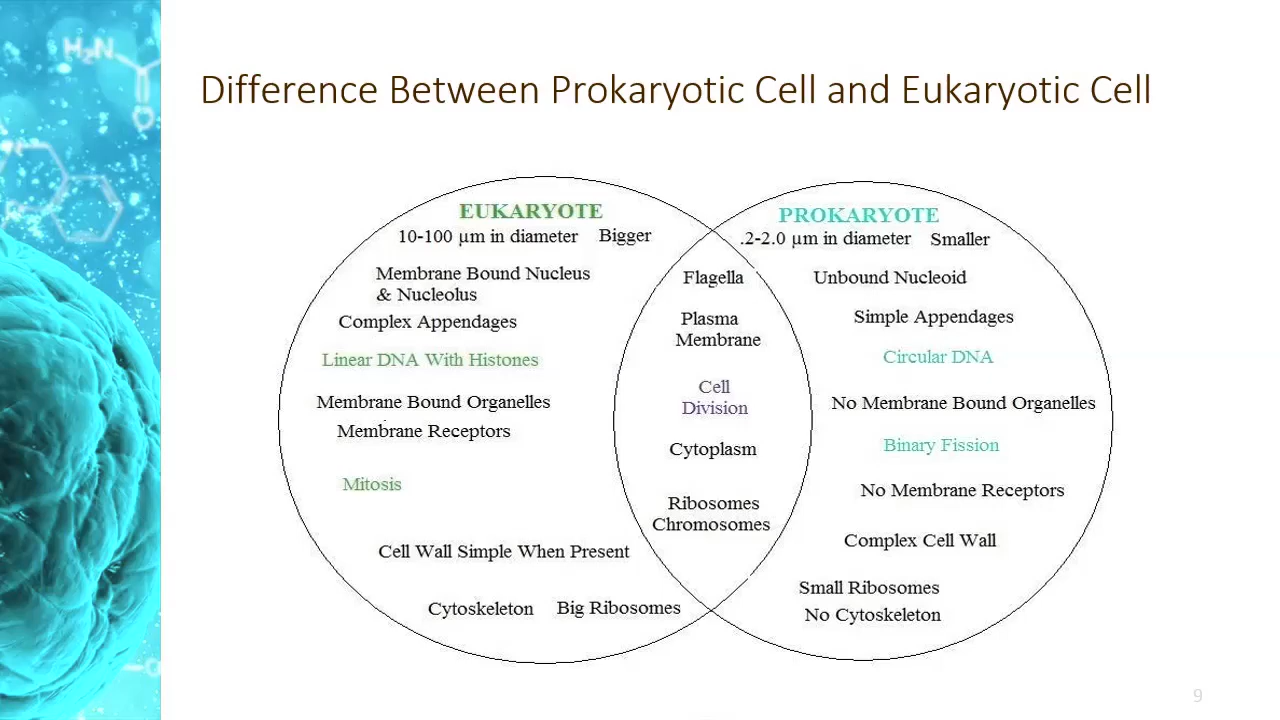 H₂N
Difference Between Prokaryotic Cell and Eukaryotic Cell
EUKARYOTE
10-100 µm in diameter Bigger
Membrane Bound Nucleus
& Nucleolus
Complex Appendages
Linear DNA With Histones
Membrane Bound Organelles
Membrane Receptors
Mitosis
Cell Wall Simple When Present
Cytoskeleton Big Ribosomes
Flagella
Plasma
Membrane
Cell
Division
Cytoplasm
Ribosomes
Chromosomes
PROKARYOTE
.2-2.0 µm in diameter Smaller
Unbound Nucleoid
Simple Appendages
Circular DNA
No Membrane Bound Organelles
Binary Fission
No Membrane Receptors
Complex Cell Wall
Small Ribosomes
No Cytoskeleton
9